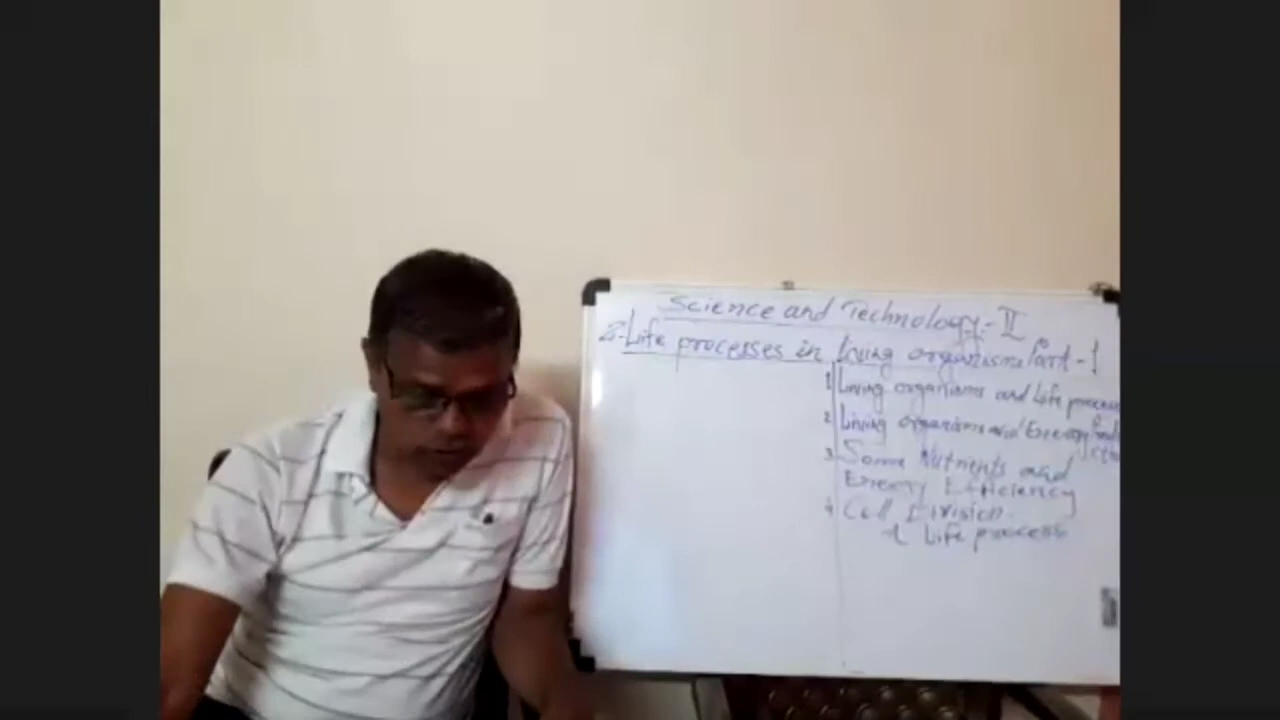 Science and Technology-II
2-Life processes in living organisms Part-1
1 Living organisms and Life process
2 Living organisms and Energy
3 Some Nutrients and
Energy Efficiency
4 Cell Division
Life process